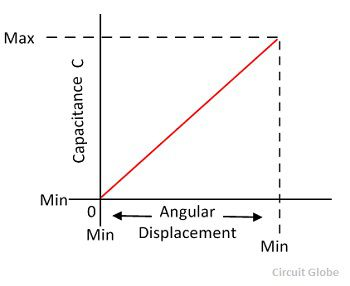 Max
Capacitance C
Min
0
Angular
Displacement
Min
Min
Circuit Globe